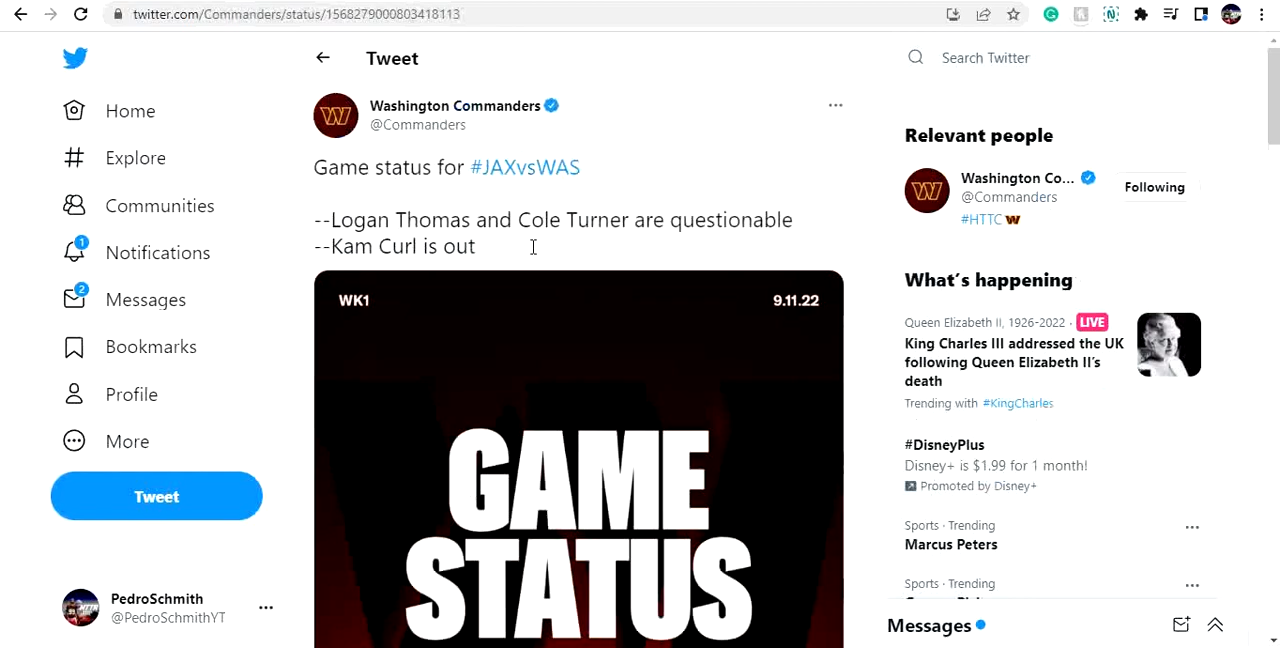 twitter.com/Commanders/status/1568279000803418113
Home
Explore
Communities
1
Notifications
2
Messages
Bookmarks
Profile
More
Tweet
PedroSchmith
@PedroSchmithYT
Tweet
Washington Commanders
@Commanders
Game status for #JAXvsWAS
--Logan Thomas and Cole Turner are questionable
--Kam Curl is out
WK1
9.11.22
GAME
STATUS
Search Twitter
Relevant people
Washington Co...
@Commanders
#HTTC
Following
What's happening
Queen Elizabeth II, 1926-2022 · LIVE
King Charles III addressed the UK
following Queen Elizabeth II's
death
Trending with #KingCharles
#DisneyPlus
Disney+ is $1.99 for 1 month!
Promoted by Disney+
Sports · Trending
Marcus Peters
Sports · Trending
Messages